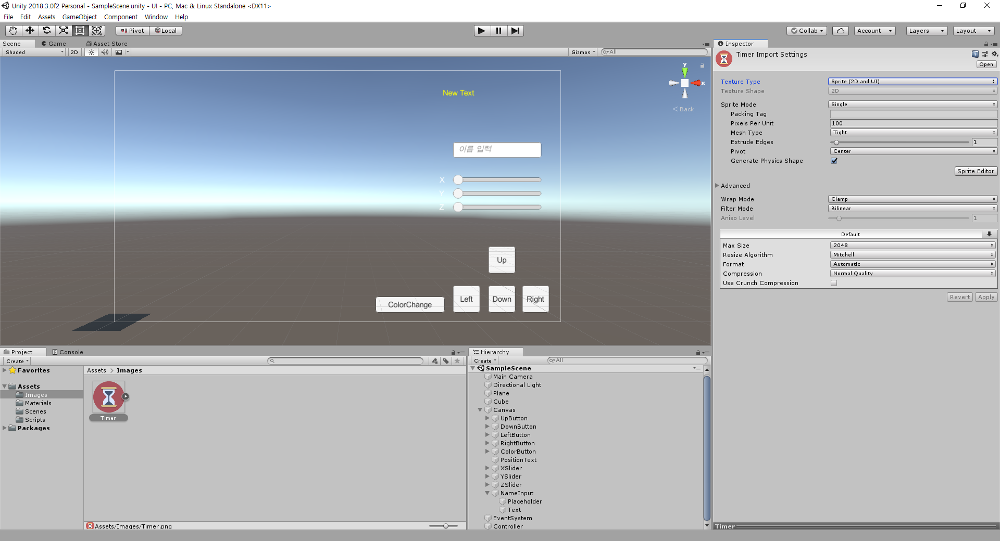 Unity 2018.3.0f2 Personal - SampleScene.unity - UI - PC, Mac & Linux Standalone <DX11>
File Edit Assets GameObject Component Window Help
Pivot Local Collab Account Layers Layout
Scene Game Asset Store
Shaded 2D Gizmos All
y
x
Back
New Text
이름 입력
X
Y
Z
Up
Left Down Right
ColorChange
Inspector
Timer Import Settings
Open
Texture Type Sprite (2D and UI)
Texture Shape 2D
Sprite Mode Single
Packing Tag
Pixels Per Unit 100
Mesh Type Tight
Extrude Edges 1
Pivot Center
Generate Physics Shape
Sprite Editor
Advanced
Wrap Mode Clamp
Filter Mode Bilinear
Aniso Level 1
Default
Max Size 2048
Resize Algorithm Mitchell
Format Automatic
Compression Normal Quality
Use Crunch Compression
Revert Apply
Timer
Project Console
Create
Favorites
Assets
Images
Materials
Scenes
Scripts
Packages
Assets > Images
Timer
Assets/Images/Timer.png
Hierarchy
Create All
SampleScene
Main Camera
Directional Light
Plane
Cube
Canvas
UpButton
DownButton
LeftButton
RightButton
ColorButton
PositionText
XSlider
YSlider
ZSlider
NameInput
Placeholder
Text
EventSystem
Controller